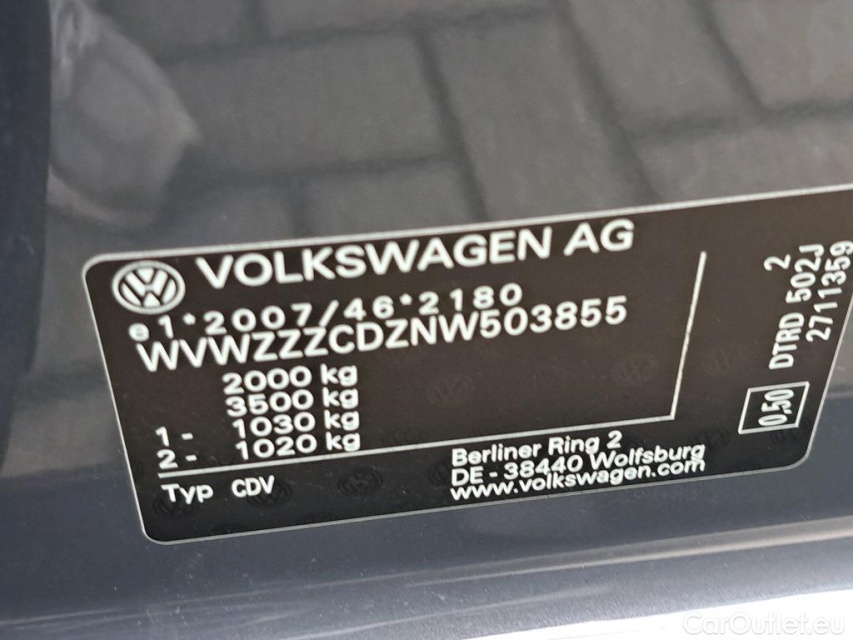 VOLKSWAGEN AG
e1*2007/46*2180
WVWZZZCDZNW503855
2000 kg
3500 kg
1- 1030 kg
2- 1020 kg
Typ CDV
Berliner Ring 2
DE-38440 Wolfsburg
www.volkswagen.com
2
DTRD 502J
2711359
0,50
CarOutlet.eu